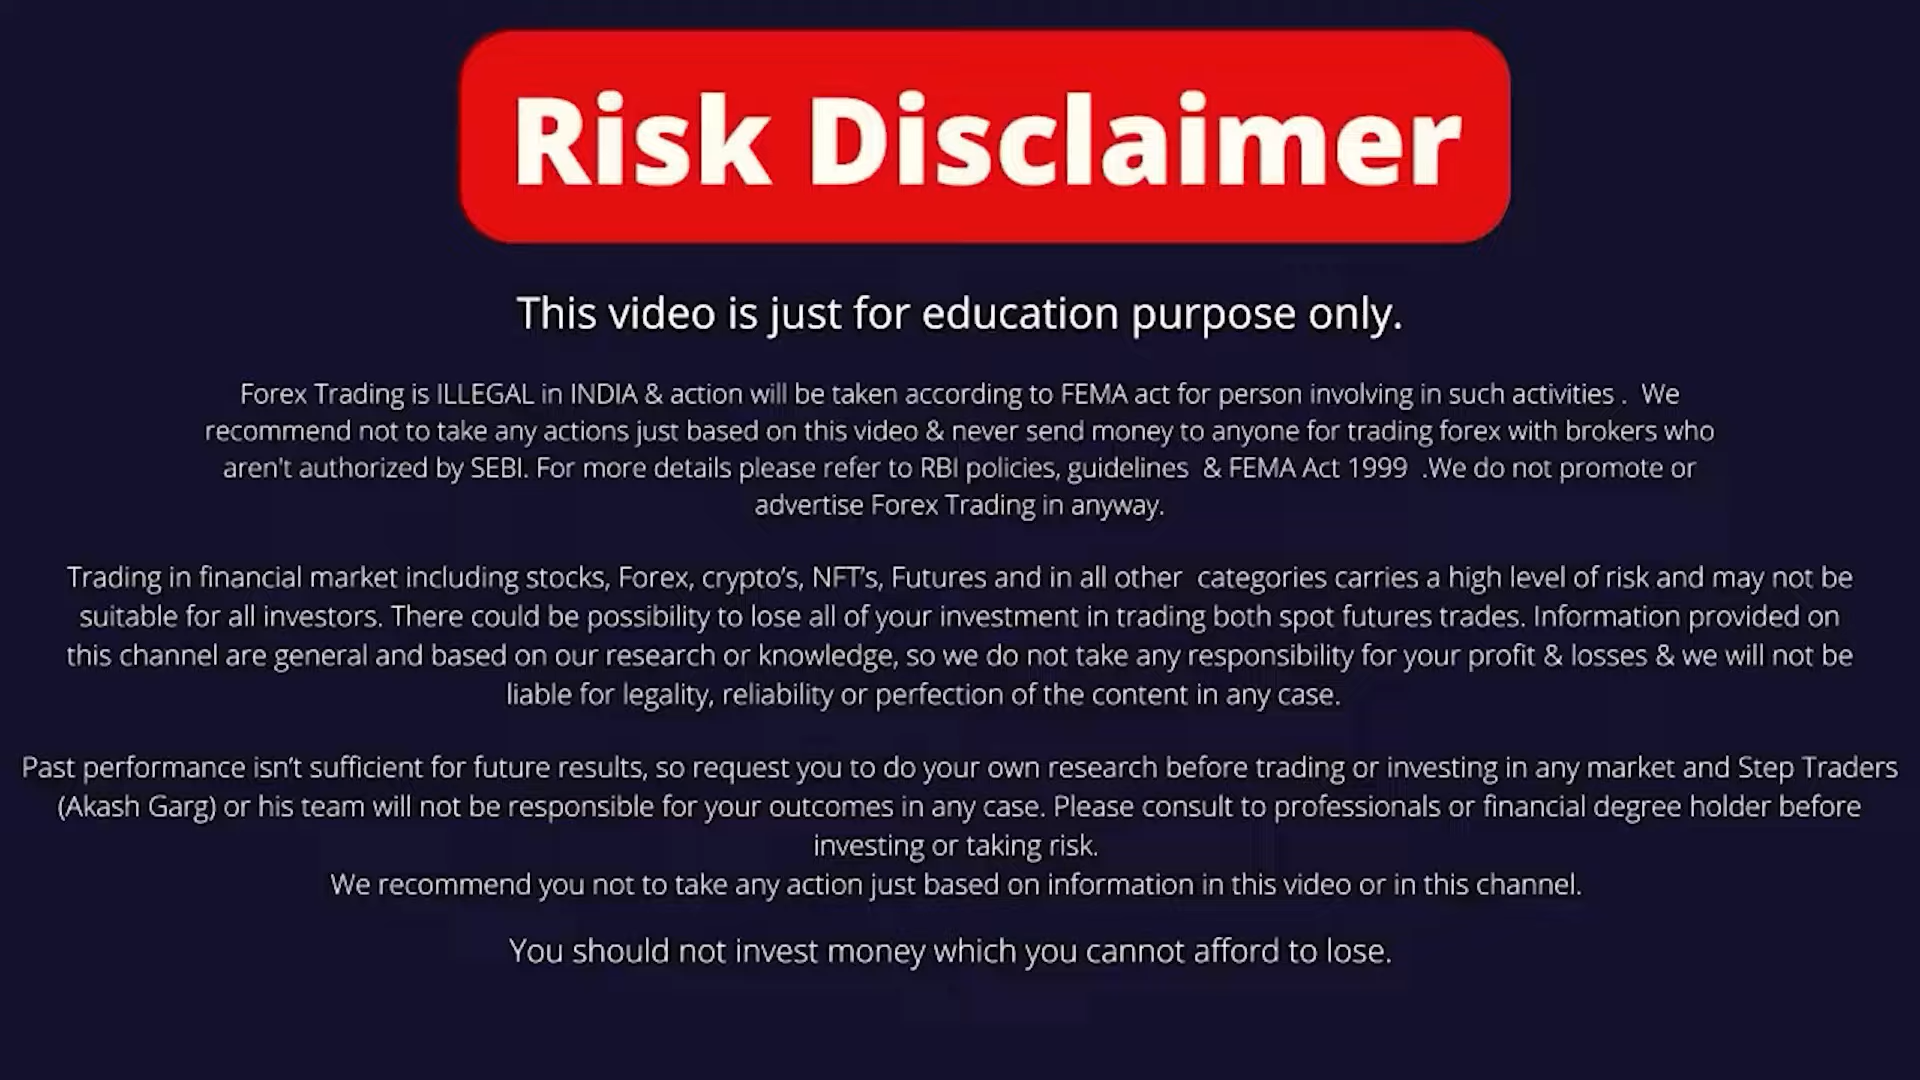 Risk Disclaimer
This video is just for education purpose only.
Forex Trading is ILLEGAL in INDIA & action will be taken according to FEMA act for person involving in such activities .  We
recommend not to take any actions just based on this video & never send money to anyone for trading forex with brokers who
aren't authorized by SEBI. For more details please refer to RBI policies, guidelines  & FEMA Act 1999  .We do not promote or
advertise Forex Trading in anyway.
Trading in financial market including stocks, Forex, crypto’s, NFT’s, Futures and in all other  categories carries a high level of risk and may not be
suitable for all investors. There could be possibility to lose all of your investment in trading both spot futures trades. Information provided on
this channel are general and based on our research or knowledge, so we do not take any responsibility for your profit & losses & we will not be
liable for legality, reliability or perfection of the content in any case.
Past performance isn’t sufficient for future results, so request you to do your own research before trading or investing in any market and Step Traders
(Akash Garg) or his team will not be responsible for your outcomes in any case. Please consult to professionals or financial degree holder before
investing or taking risk.
We recommend you not to take any action just based on information in this video or in this channel.
You should not invest money which you cannot afford to lose.